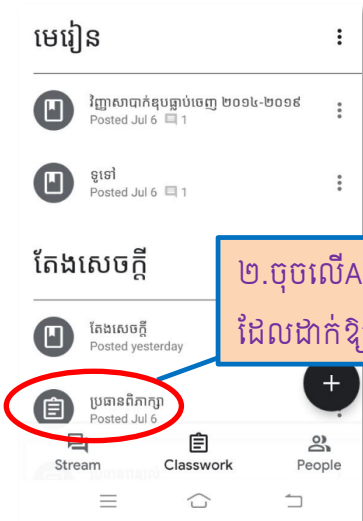 មេរៀន
វិញ្ញាសាបាក់ឌុបធ្លាប់ចេញ ២០១៤-២០១៩
Posted Jul 6 1
ទូទៅ
Posted Jul 6 1
តែងសេចក្តី
២.ចុចលើA
ដែលដាក់ឱ្យ
តែងសេចក្តី
Posted yesterday
ប្រធានពិភាក្សា
Posted Jul 6
Stream
Classwork
People